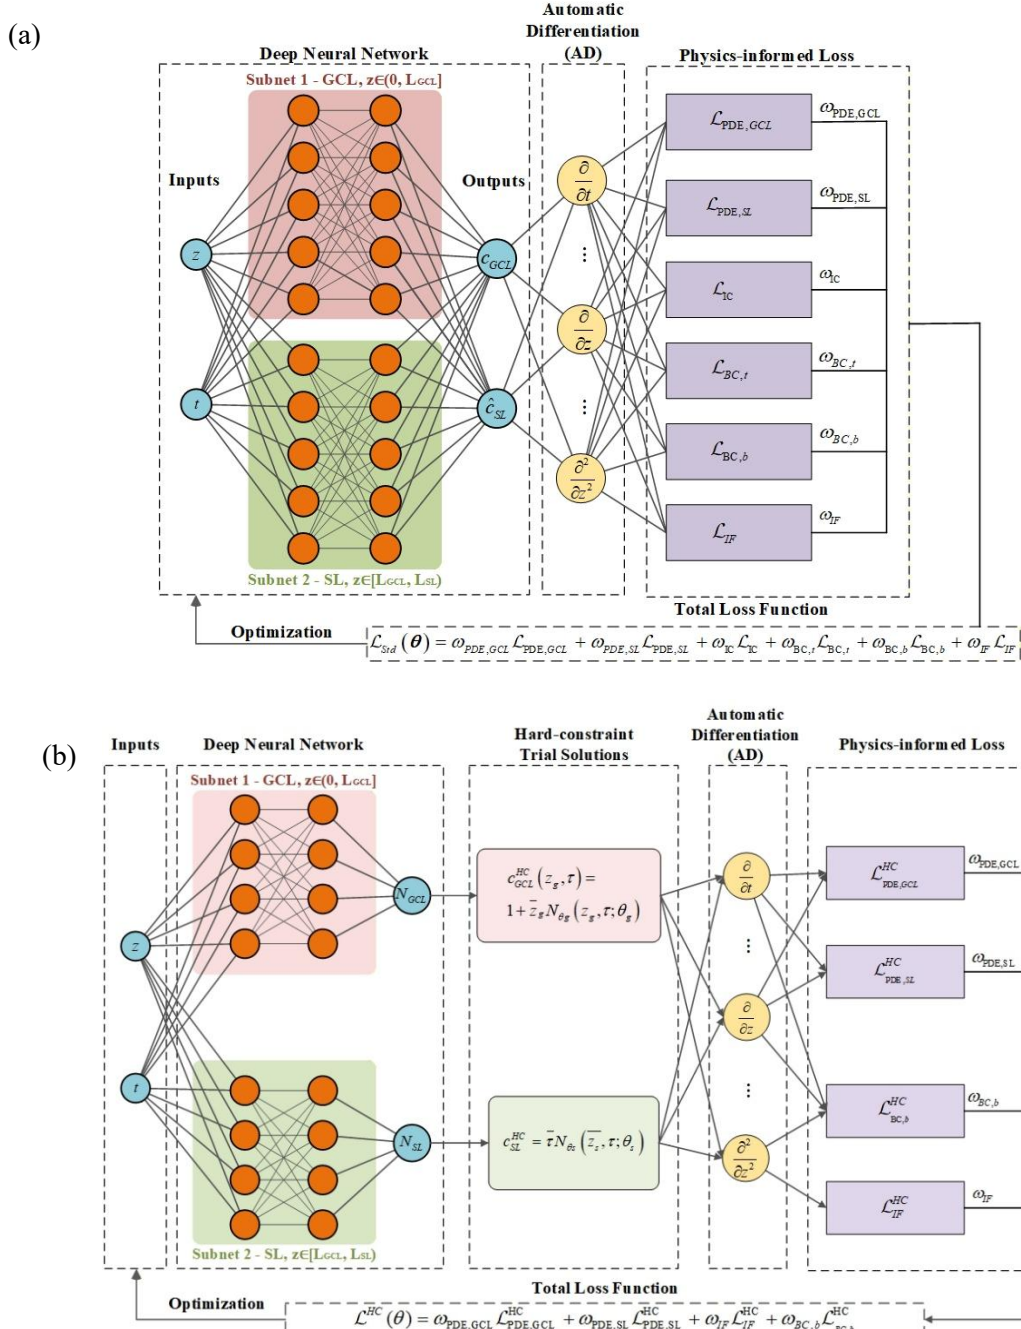 (a)
Automatic
Differentiation
(AD)
Deep Neural Network
Physics-informed Loss
Subnet 1 - GCL, z∈(0, L_GCL]
Inputs
Outputs
z
t
c_GCL
ĉ_SL
∂/∂t
⋮
∂/∂z
⋮
∂²/∂z²
ℒ_PDE,GCL
ω_PDE,GCL
ℒ_PDE,SL
ω_PDE,SL
ℒ_IC
ω_IC
ℒ_BC,t
ω_BC,t
ℒ_BC,b
ω_BC,b
ℒ_IF
ω_IF
Subnet 2 - SL, z∈[L_GCL, L_SL)
Total Loss Function
Optimization
ℒ_Std(θ) = ω_PDE,GCL ℒ_PDE,GCL + ω_PDE,SL ℒ_PDE,SL + ω_IC ℒ_IC + ω_BC,t ℒ_BC,t + ω_BC,b ℒ_BC,b + ω_IF ℒ_IF
(b)
Inputs
Deep Neural Network
Hard-constraint
Trial Solutions
Automatic
Differentiation
(AD)
Physics-informed Loss
Subnet 1 - GCL, z∈(0, L_GCL]
z
t
N_GCL
N_SL
c_GCL^HC (z_g, τ) =
1 + z̄_g N_θg (z_g, τ; θ_g)
c_SL^HC = τ̄ N_θs (z̄_s, τ; θ_s)
∂/∂t
⋮
∂/∂z
⋮
∂²/∂z²
ℒ^HC_PDE,GCL
ω_PDE,GCL
ℒ^HC_PDE,SL
ω_PDE,SL
ℒ^HC_BC,b
ω_BC,b
ℒ^HC_IF
ω_IF
Subnet 2 - SL, z∈[L_GCL, L_SL)
Total Loss Function
Optimization
ℒ^HC(θ) = ω_PDE,GCL ℒ^HC_PDE,GCL + ω_PDE,SL ℒ^HC_PDE,SL + ω_IF ℒ^HC_IF + ω_BC,b ℒ^HC_BC,b